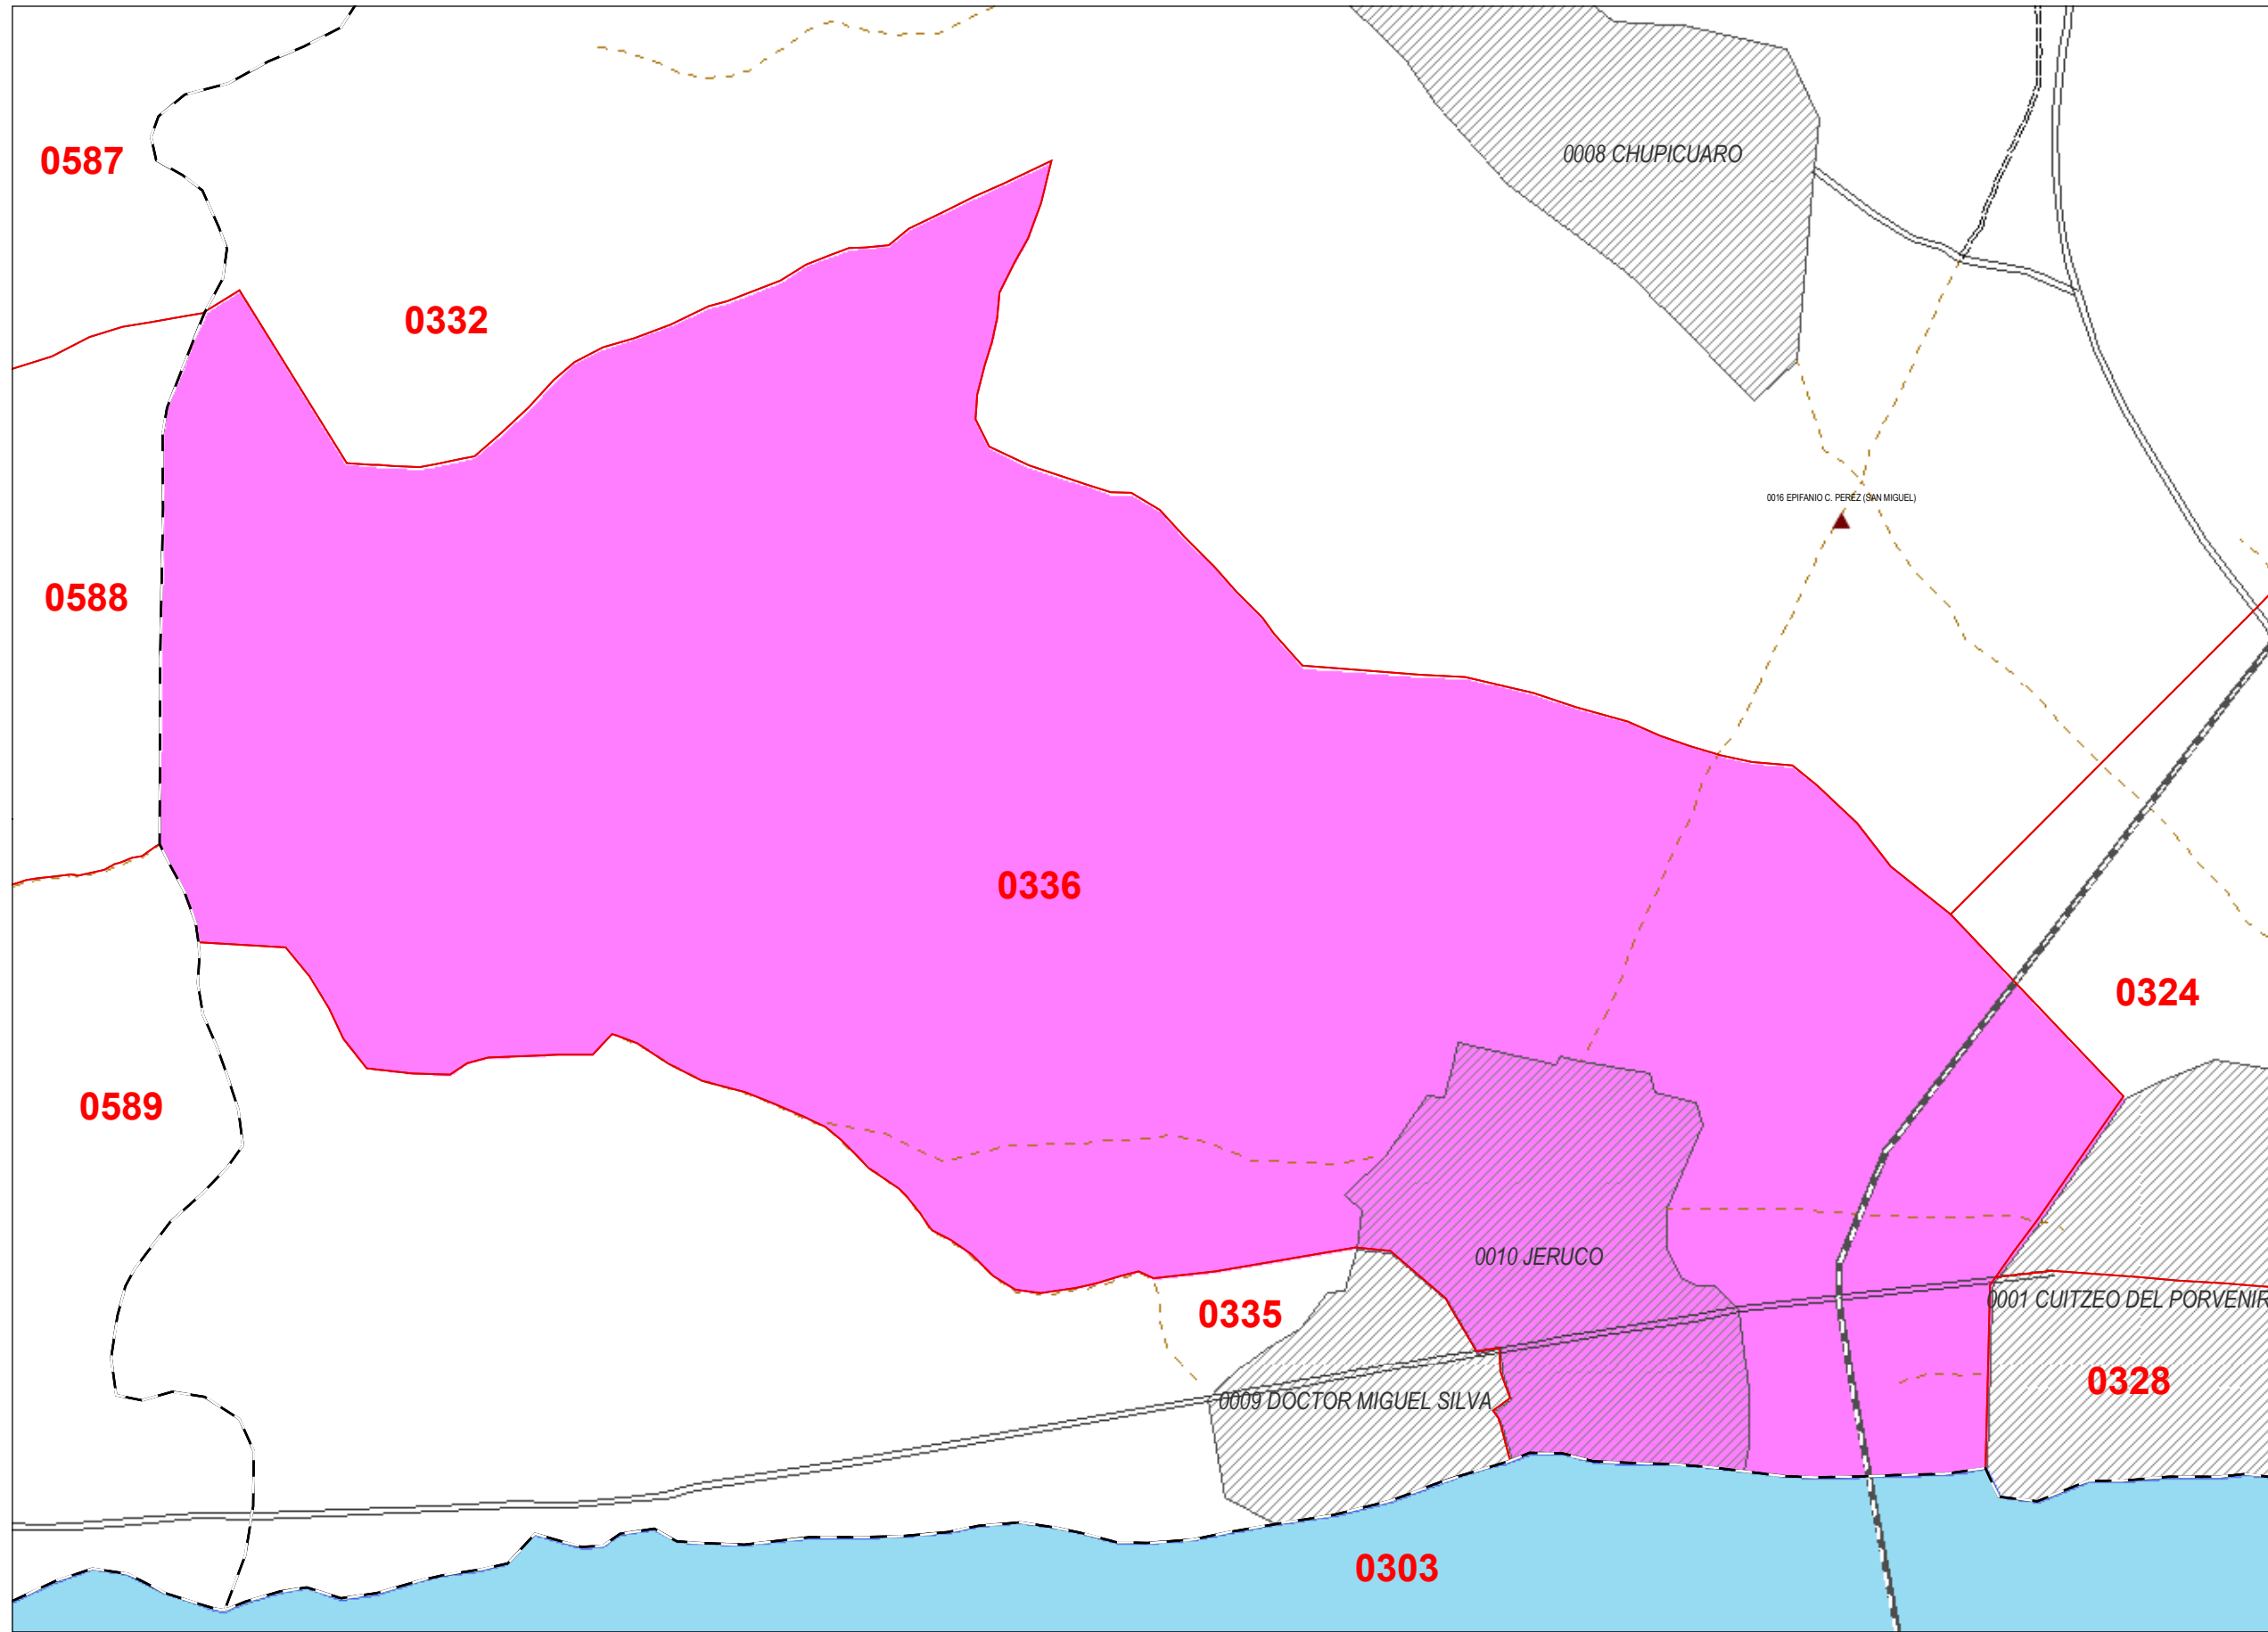 0008 CHUPICUARO
0587
0332
0016 EPIFANIO C. PEREZ (SAN MIGUEL)
0588
0336
0324
0589
0010 JERUCO
0001 CUITZEO DEL PORVENIR
0335
0328
0009 DOCTOR MIGUEL SILVA
0303